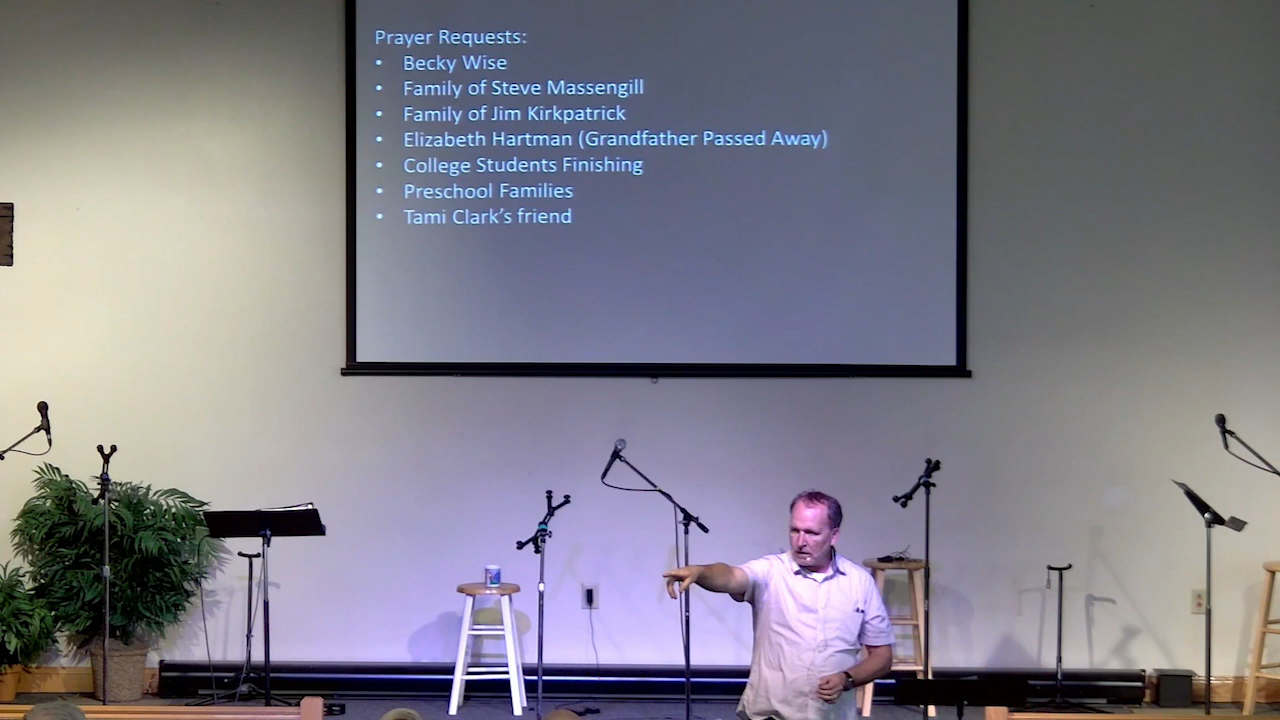 Prayer Requests:
• Becky Wise
• Family of Steve Massengill
• Family of Jim Kirkpatrick
• Elizabeth Hartman (Grandfather Passed Away)
• College Students Finishing
• Preschool Families
• Tami Clark's friend